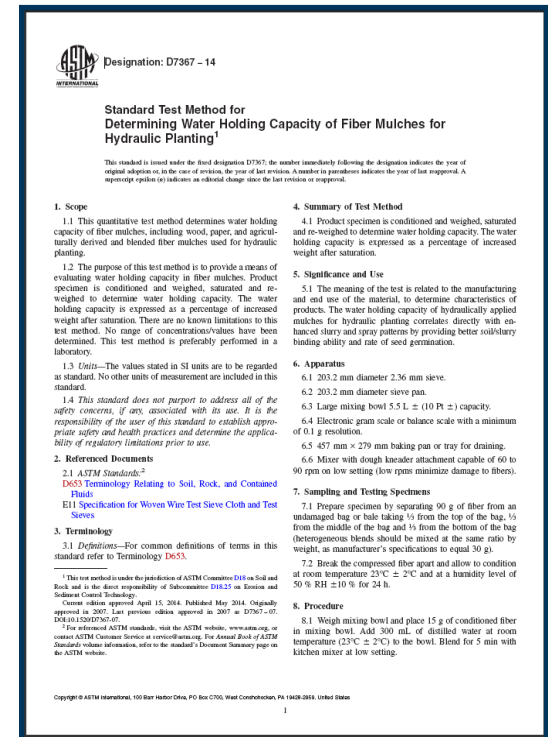 ASTM
INTERNATIONAL
Designation: D7367 – 14
Standard Test Method for
Determining Water Holding Capacity of Fiber Mulches for
Hydraulic Planting¹
This standard is issued under the fixed designation D7367; the number immediately following the designation indicates the year of
original adoption or, in the case of revision, the year of last revision. A number in parentheses indicates the year of last reapproval. A
superscript epsilon (ε) indicates an editorial change since the last revision or reapproval.
1. Scope
1.1 This quantitative test method determines water holding
capacity of fiber mulches, including wood, paper, and agricul-
turally derived and blended fiber mulches used for hydraulic
planting.
1.2 The purpose of this test method is to provide a means of
evaluating water holding capacity in fiber mulches. Product
specimen is conditioned and weighed, saturated and re-
weighed to determine water holding capacity. The water
holding capacity is expressed as a percentage of increased
weight after saturation. There are no known limitations to this
test method. No range of concentrations/values have been
determined. This test method is preferably performed in a
laboratory.
1.3 Units—The values stated in SI units are to be regarded
as standard. No other units of measurement are included in this
standard.
1.4 This standard does not purport to address all of the
safety concerns, if any, associated with its use. It is the
responsibility of the user of this standard to establish appro-
priate safety and health practices and determine the applica-
bility of regulatory limitations prior to use.
2. Referenced Documents
2.1 ASTM Standards:²
D653 Terminology Relating to Soil, Rock, and Contained
Fluids
E11 Specification for Woven Wire Test Sieve Cloth and Test
Sieves
3. Terminology
3.1 Definitions—For common definitions of terms in this
standard refer to Terminology D653.
¹ This test method is under the jurisdiction of ASTM Committee D18 on Soil and
Rock and is the direct responsibility of Subcommittee D18.25 on Erosion and
Sediment Control Technology.
Current edition approved April 15, 2014. Published May 2014. Originally
approved in 2007. Last previous edition approved in 2007 as D7367 – 07.
DOI:10.1520/D7367-07.
² For referenced ASTM standards, visit the ASTM website, www.astm.org, or
contact ASTM Customer Service at service@astm.org. For Annual Book of ASTM
Standards volume information, refer to the standard's Document Summary page on
the ASTM website.
4. Summary of Test Method
4.1 Product specimen is conditioned and weighed, saturated
and re-weighed to determine water holding capacity. The water
holding capacity is expressed as a percentage of increased
weight after saturation.
5. Significance and Use
5.1 The meaning of the test is related to the manufacturing
and end use of the material, to determine characteristics of
products. The water holding capacity of hydraulically applied
mulches for hydraulic planting correlates directly with en-
hanced slurry and spray patterns by providing better soil/slurry
binding ability and rate of seed germination.
6. Apparatus
6.1 203.2 mm diameter 2.36 mm sieve.
6.2 203.2 mm diameter sieve pan.
6.3 Large mixing bowl 5.5 L ± (10 Pt ±) capacity.
6.4 Electronic gram scale or balance scale with a minimum
of 0.1 g resolution.
6.5 457 mm × 279 mm baking pan or tray for draining.
6.6 Mixer with dough kneader attachment capable of 60 to
90 rpm on low setting (low rpms minimize damage to fibers).
7. Sampling and Testing Specimens
7.1 Prepare specimen by separating 90 g of fiber from an
undamaged bag or bale taking ⅓ from the top of the bag, ⅓
from the middle of the bag and ⅓ from the bottom of the bag
(heterogeneous blends should be mixed at the same ratio by
weight, as manufacturer's specifications to equal 30 g).
7.2 Break the compressed fiber apart and allow to condition
at room temperature 23°C ± 2°C and at a humidity level of
50 % RH ±10 % for 24 h.
8. Procedure
8.1 Weigh mixing bowl and place 15 g of conditioned fiber
in mixing bowl. Add 300 mL of distilled water at room
temperature (23°C ± 2°C) to the bowl. Blend for 5 min with
kitchen mixer at low setting.
Copyright © ASTM International, 100 Barr Harbor Drive, PO Box C700, West Conshohocken, PA 19428-2959. United States
1